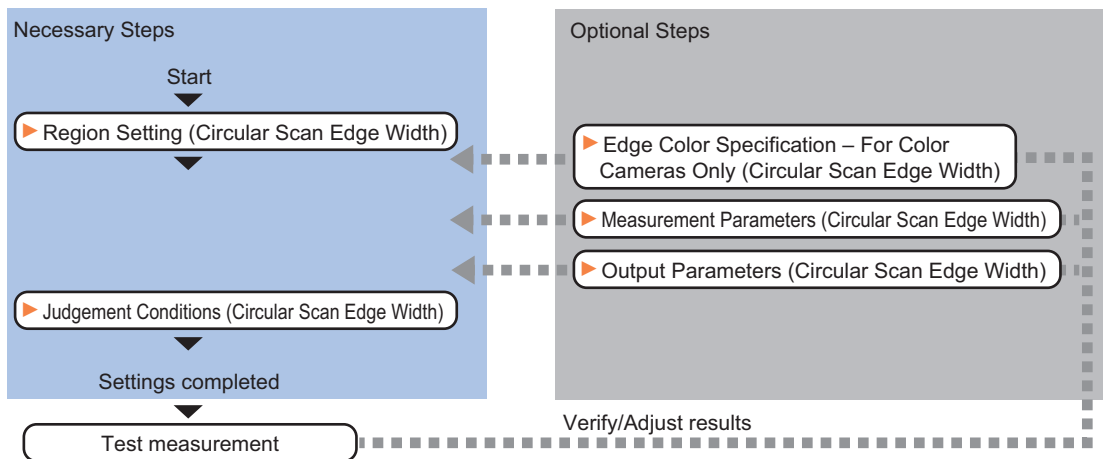 Necessary Steps
Start
Region Setting (Circular Scan Edge Width)
Judgement Conditions (Circular Scan Edge Width)
Settings completed
Test measurement
Optional Steps
Edge Color Specification – For Color
Cameras Only (Circular Scan Edge Width)
Measurement Parameters (Circular Scan Edge Width)
Output Parameters (Circular Scan Edge Width)
Verify/Adjust results